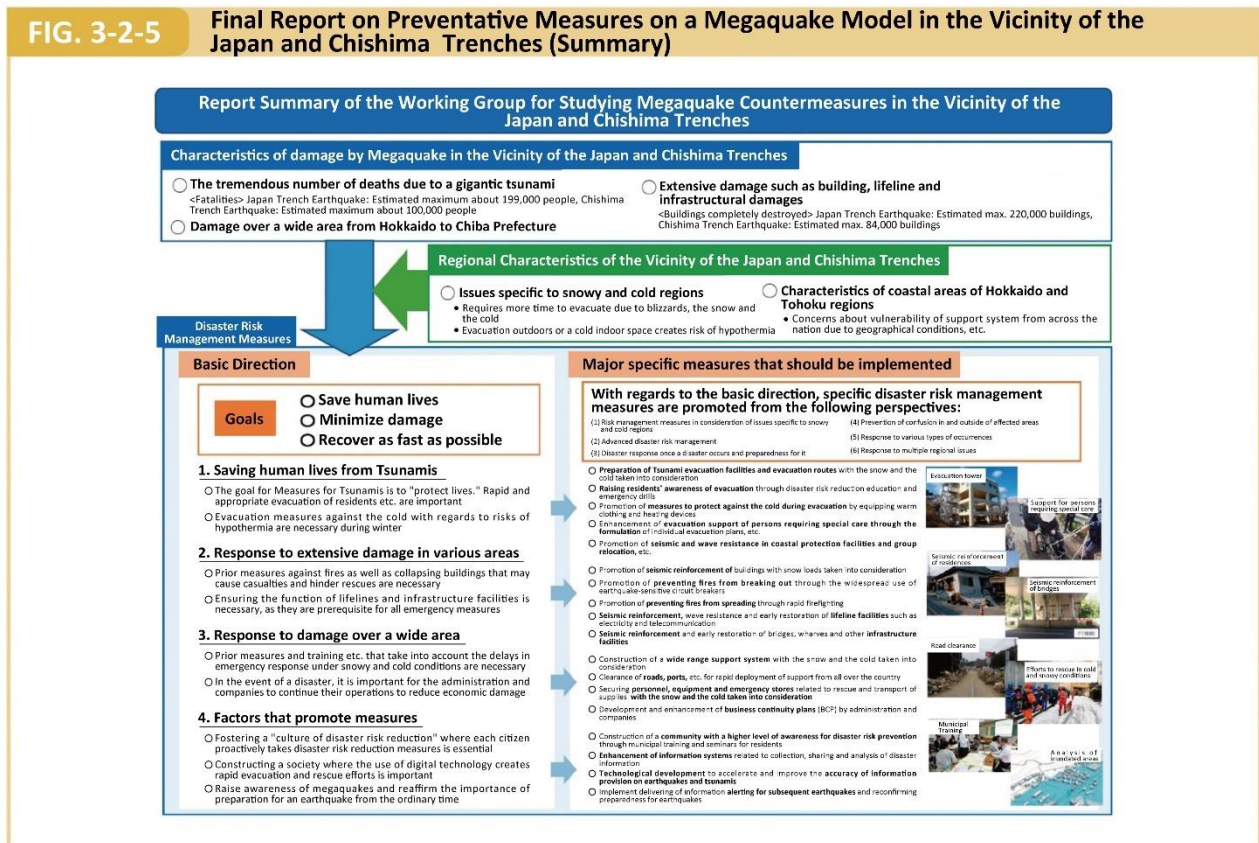 FIG. 3-2-5
Final Report on Preventative Measures on a Megaquake Model in the Vicinity of the
Japan and Chishima Trenches (Summary)
Report Summary of the Working Group for Studying Megaquake Countermeasures in the Vicinity of the
Japan and Chishima Trenches
Characteristics of damage by Megaquake in the Vicinity of the Japan and Chishima Trenches
○ The tremendous number of deaths due to a gigantic tsunami
<Fatalities> Japan Trench Earthquake: Estimated maximum about 199,000 people, Chishima
Trench Earthquake: Estimated maximum about 100,000 people
○ Damage over a wide area from Hokkaido to Chiba Prefecture
○ Extensive damage such as building, lifeline and
infrastructural damages
<Buildings completely destroyed> Japan Trench Earthquake: Estimated max. 220,000 buildings,
Chishima Trench Earthquake: Estimated max. 84,000 buildings
Regional Characteristics of the Vicinity of the Japan and Chishima Trenches
○ Issues specific to snowy and cold regions
• Requires more time to evacuate due to blizzards, the snow and
the cold
• Evacuation outdoors or a cold indoor space creates risk of hypothermia
○ Characteristics of coastal areas of Hokkaido and
Tohoku regions
• Concerns about vulnerability of support system from across the
nation due to geographical conditions, etc.
Disaster Risk
Management Measures
Basic Direction
Goals
○ Save human lives
○ Minimize damage
○ Recover as fast as possible
1. Saving human lives from Tsunamis
○ The goal for Measures for Tsunami is to "protect lives." Rapid and
appropriate evacuation of residents etc. are important
○ Evacuation measures against the cold with regards to risks of
hypothermia are necessary during winter
2. Response to extensive damage in various areas
○ Prior measures against fires as well as collapsing buildings that may
cause casualties and hinder rescues are necessary
○ Ensuring the function of lifelines and infrastructure facilities is
necessary, as they are prerequisite for all emergency measures
3. Response to damage over a wide area
○ Prior measures and training etc. that take into account the delays in
emergency response under snowy and cold conditions are necessary
○ In the event of a disaster, it is important for the administration and
companies to continue their operations to reduce economic damage
4. Factors that promote measures
○ Fostering a "culture of disaster risk reduction" where each citizen
proactively takes disaster risk reduction measures is essential
○ Constructing a society where the use of digital technology creates
rapid evacuation and rescue efforts is important
○ Raise awareness of megaquakes and reaffirm the importance of
preparation for an earthquake from the ordinary time
Major specific measures that should be implemented
With regards to the basic direction, specific disaster risk management
measures are promoted from the following perspectives:
(1) Risk management measures in consideration of issues specific to snowy
and cold regions
(2) Advanced disaster risk management
(3) Disaster response once a disaster occurs and preparedness for it
(4) Prevention of confusion in and outside of affected areas
(5) Response to various types of occurrences
(6) Response to multiple regional issues
○ Preparation of Tsunami evacuation facilities and evacuation routes with the snow and the
cold taken into consideration
○ Raising residents' awareness of evacuation through disaster risk reduction education and
emergency drills
○ Promotion of measures to protect against the cold during evacuation by equipping warm
clothing and heating devices
○ Enhancement of evacuation support of persons requiring special care through the
formulation of individual evacuation plans, etc.
○ Promotion of seismic and wave resistance in coastal protection facilities and group
relocation, etc.
○ Promotion of seismic reinforcement of buildings with snow loads taken into consideration
○ Promotion of preventing fires from breaking out through the widespread use of
earthquake-sensitive circuit breakers
○ Promotion of preventing fires from spreading through rapid firefighting
○ Seismic reinforcement, wave resistance and early restoration of lifeline facilities such as
electricity and telecommunication
○ Seismic reinforcement and early restoration of bridges, wharves and other infrastructure
facilities
○ Construction of a wide range support system with the snow and the cold taken into
consideration
○ Clearance of roads, ports, etc. for rapid deployment of support from all over the country
○ Securing personnel, equipment and emergency stores related to rescue and transport of
supplies with the snow and the cold taken into consideration
○ Development and enhancement of business continuity plans (BCP) by administration and
companies
○ Construction of a community with a higher level of awareness for disaster risk prevention
through municipal training and seminars for residents
○ Enhancement of information systems related to collection, sharing and analysis of disaster
information
○ Technological development to accelerate and improve the accuracy of information
provision on earthquakes and tsunamis
○ Implement delivering of information alerting for subsequent earthquakes and reconfirming
preparedness for earthquakes
Evacuation tower
Support for persons
requiring special care
Seismic reinforcement
of residences
Seismic reinforcement
of bridges
Road clearance
Efforts to rescue in cold
and snowy conditions
Municipal
Training
Analysis of
inundated areas